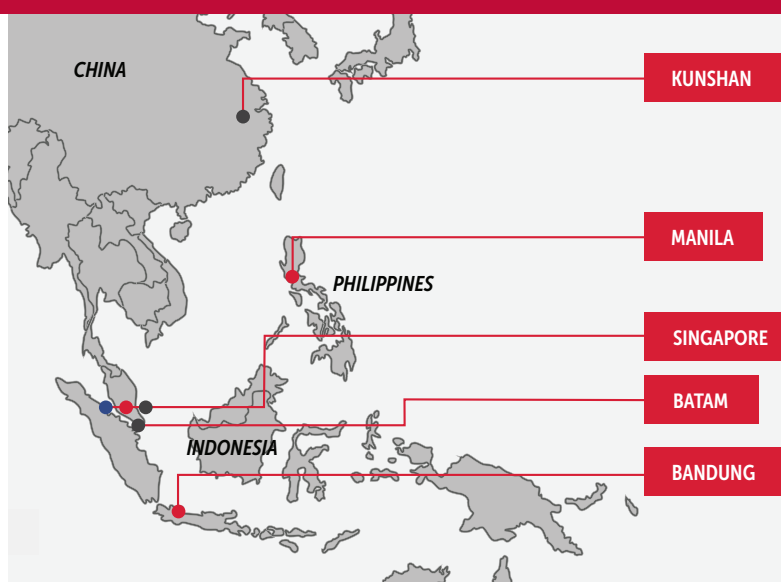 CHINA
KUNSHAN
MANILA
PHILIPPINES
SINGAPORE
BATAM
INDONESIA
BANDUNG